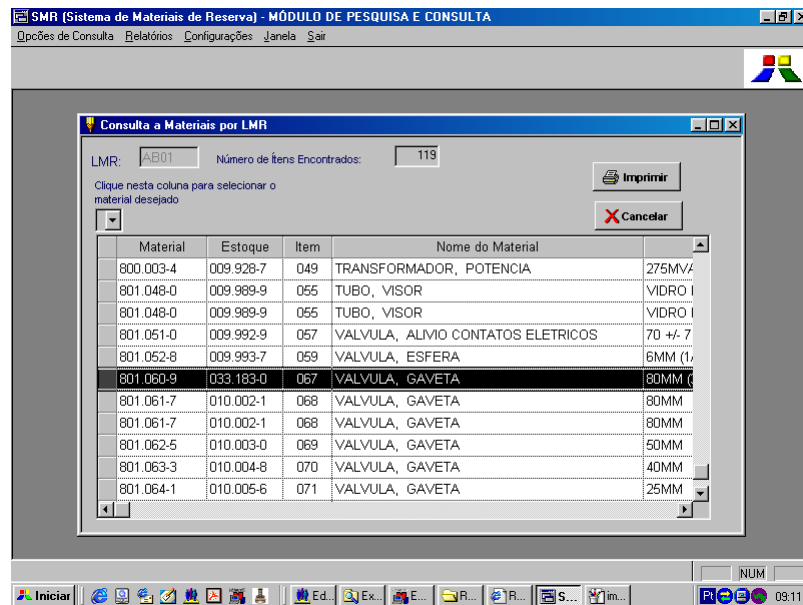 SMR (Sistema de Materiais de Reserva) - MÓDULO DE PESQUISA E CONSULTA
Opcões de Consulta Relatórios Configurações Janela Sair
Consulta a Materiais por LMR
LMR: AB01 Número de Ítens Encontrados: 119
Imprimir
Clique nesta coluna para selecionar o
material desejado
Cancelar
Material Estoque Item Nome do Material
800.003-4 009.928-7 049 TRANSFORMADOR, POTENCIA 275MVA
801.048-0 009.989-9 055 TUBO, VISOR VIDRO
801.048-0 009.989-9 055 TUBO, VISOR VIDRO
801.051-0 009.992-9 057 VALVULA, ALIVIO CONTATOS ELETRICOS 70 +/- 7
801.052-8 009.993-7 059 VALVULA, ESFERA 6MM (1/
801.060-9 033.183-0 067 VALVULA, GAVETA 80MM
801.061-7 010.002-1 068 VALVULA, GAVETA 80MM
801.061-7 010.002-1 068 VALVULA, GAVETA 80MM
801.062-5 010.003-0 069 VALVULA, GAVETA 50MM
801.063-3 010.004-8 070 VALVULA, GAVETA 40MM
801.064-1 010.005-6 071 VALVULA, GAVETA 25MM
NUM
Iniciar Ed... Ex... E... R... R... S... im... Pt 09:11